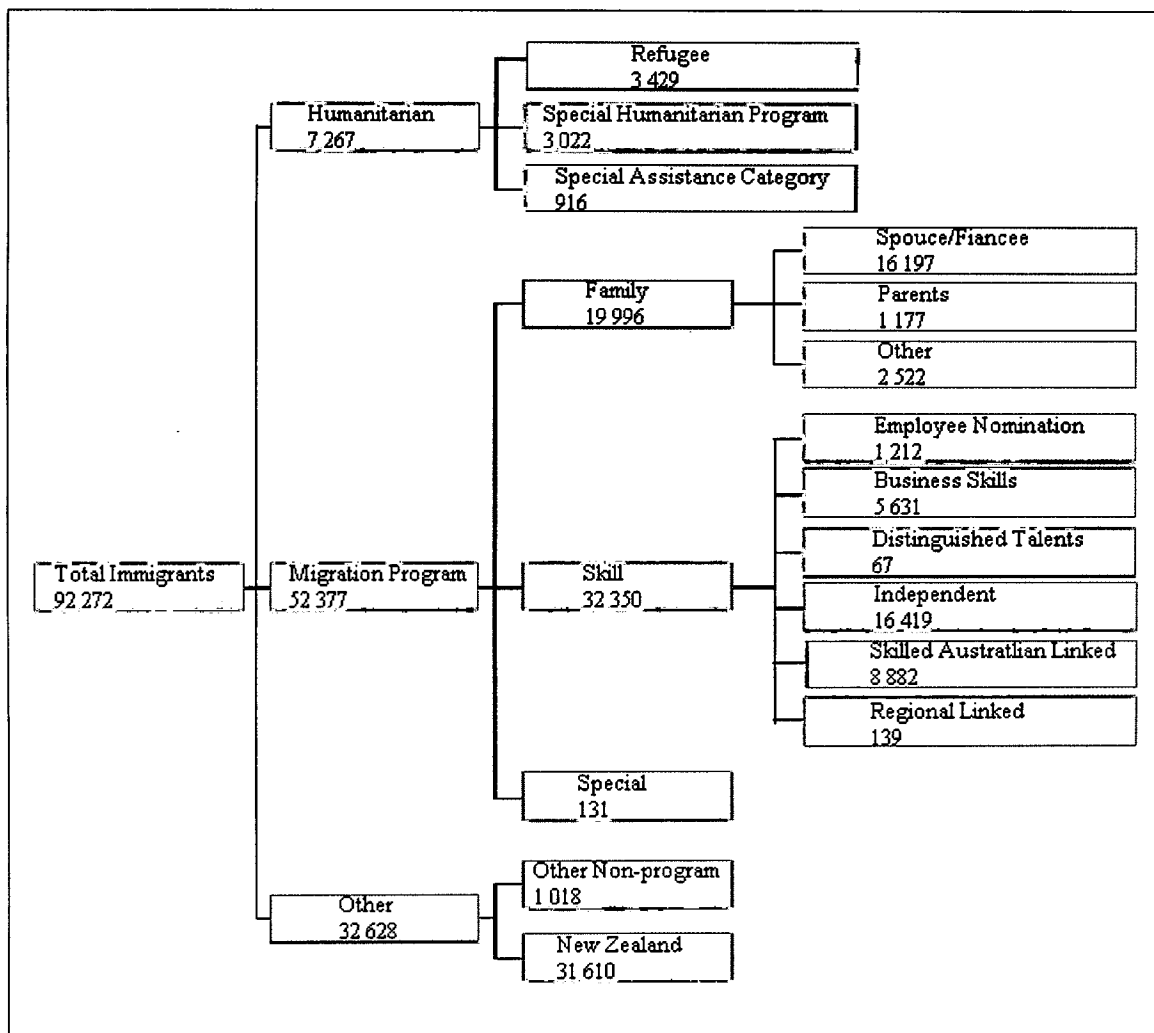 Refugee
3 429
Humanitarian
7 267
Special Humanitarian Program
3 022
Special Assistance Category
916
Spouce/Fiancee
16 197
Family
19 996
Parents
1 177
Other
2 522
Employee Nomination
1 212
Business Skills
5 631
Distinguished Talents
67
Total Immigrants
92 272
Migration Program
52 377
Skill
32 350
Independent
16 419
Skilled Austratlian Linked
8 882
Regional Linked
139
Special
131
Other Non-program
1 018
Other
32 628
New Zealand
31 610